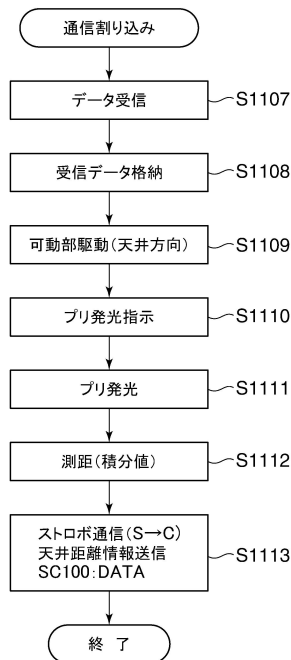 通信割り込み
データ受信
S1107
受信データ格納
S1108
可動部駆動(天井方向)
S1109
プリ発光指示
S1110
プリ発光
S1111
測距(積分値)
S1112
ストロボ通信(S→C)
天井距離情報送信
SC100:DATA
S1113
終 了